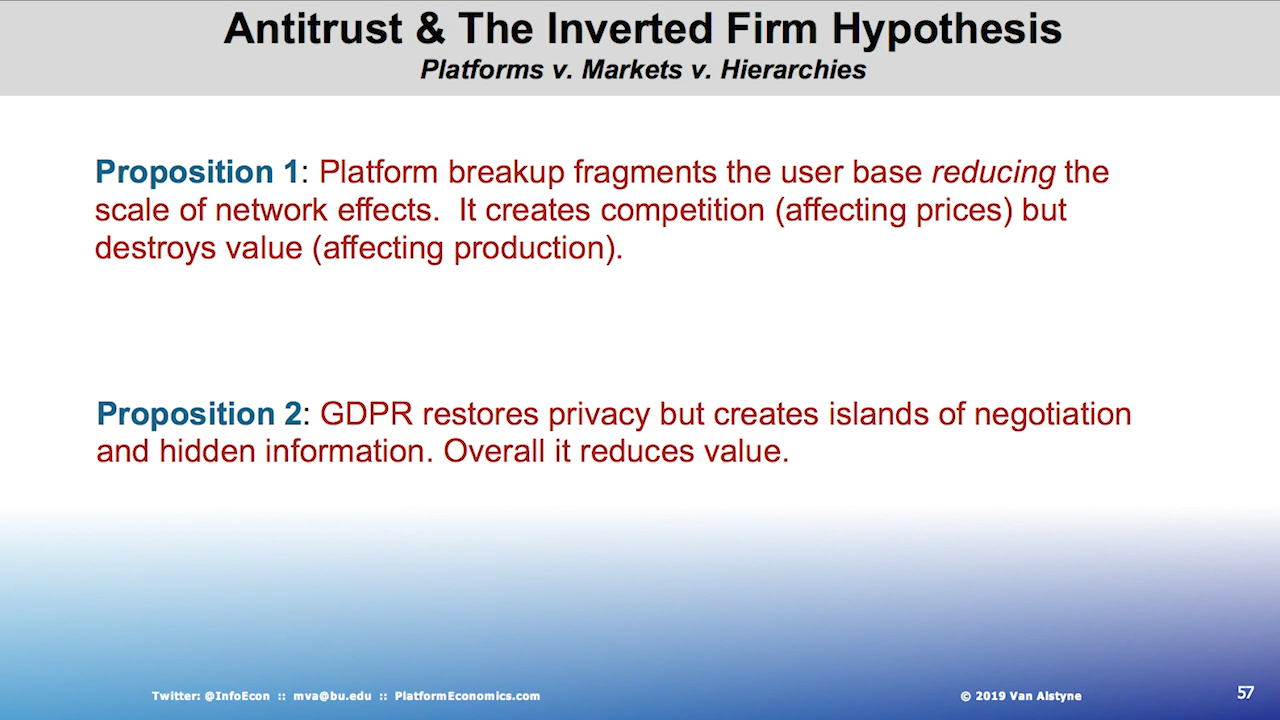 Antitrust & The Inverted Firm Hypothesis
Platforms v. Markets v. Hierarchies
Proposition 1: Platform breakup fragments the user base reducing the
scale of network effects.  It creates competition (affecting prices) but
destroys value (affecting production).
Proposition 2: GDPR restores privacy but creates islands of negotiation
and hidden information. Overall it reduces value.
Twitter: @InfoEcon :: mva@bu.edu :: PlatformEconomics.com
© 2019 Van Alstyne
57